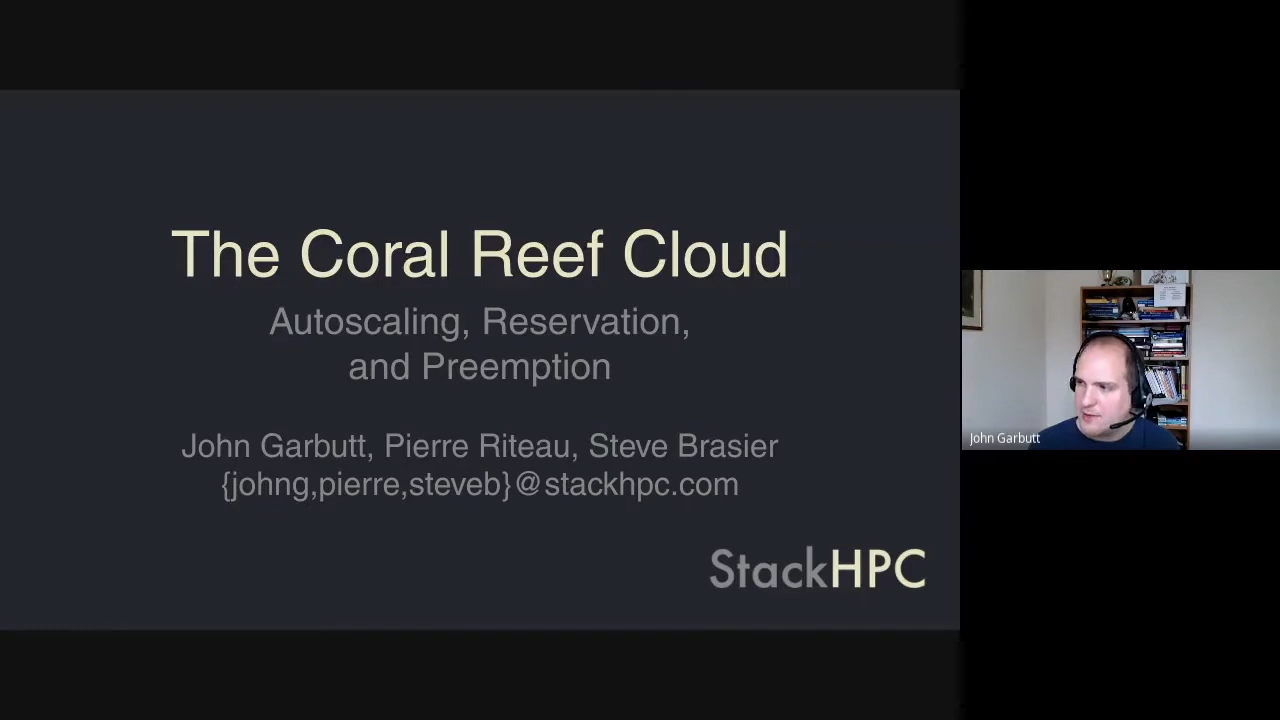 The Coral Reef Cloud
Autoscaling, Reservation,
and Preemption
John Garbutt, Pierre Riteau, Steve Brasier
{johng,pierre,steveb}@stackhpc.com
StackHPC
John Garbutt